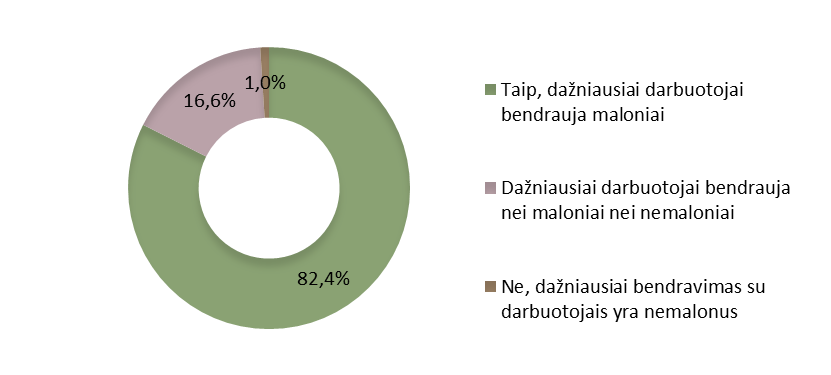 1,0%
16,6%
82,4%
Taip, dažniausiai darbuotojai
bendrauja maloniai
Dažniausiai darbuotojai bendrauja
nei maloniai nei nemaloniai
Ne, dažniausiai bendravimas su
darbuotojais yra nemalonus